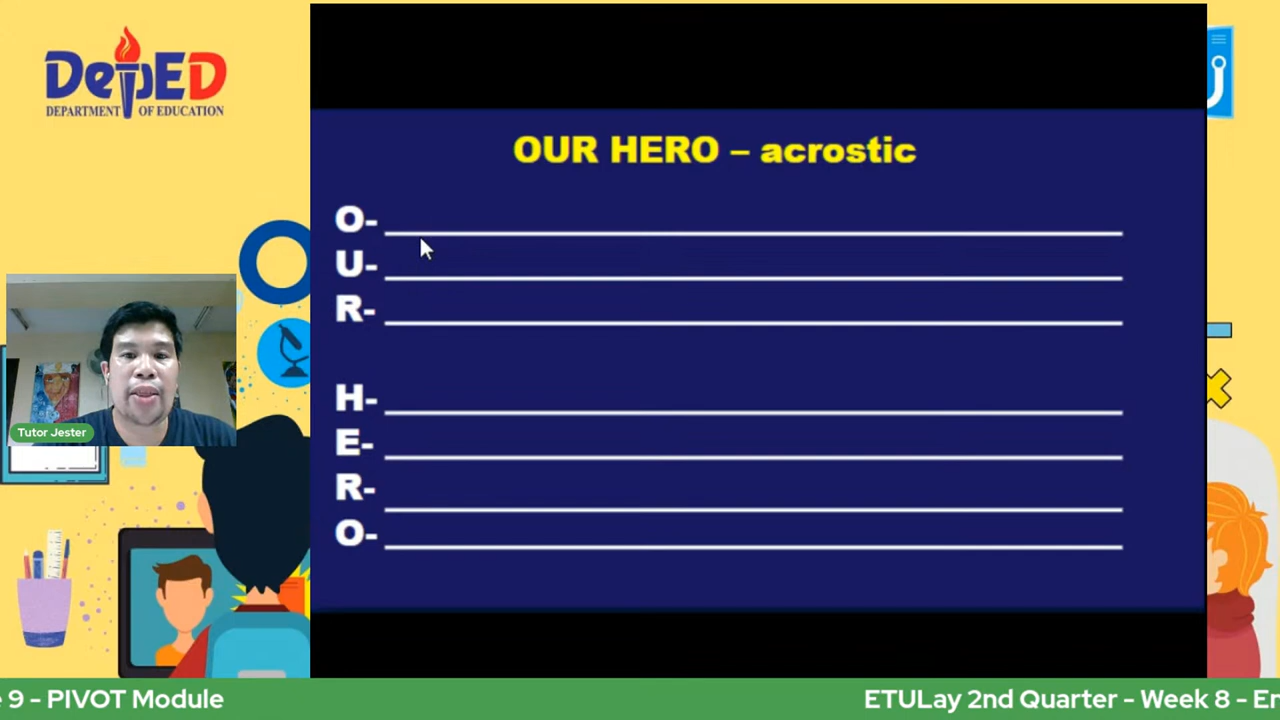 DepED
DEPARTMENT OF EDUCATION
OUR HERO – acrostic
O-
U-
R-
H-
E-
R-
O-
Tutor Jester
9 - PIVOT Module
ETULay 2nd Quarter - Week 8 - En